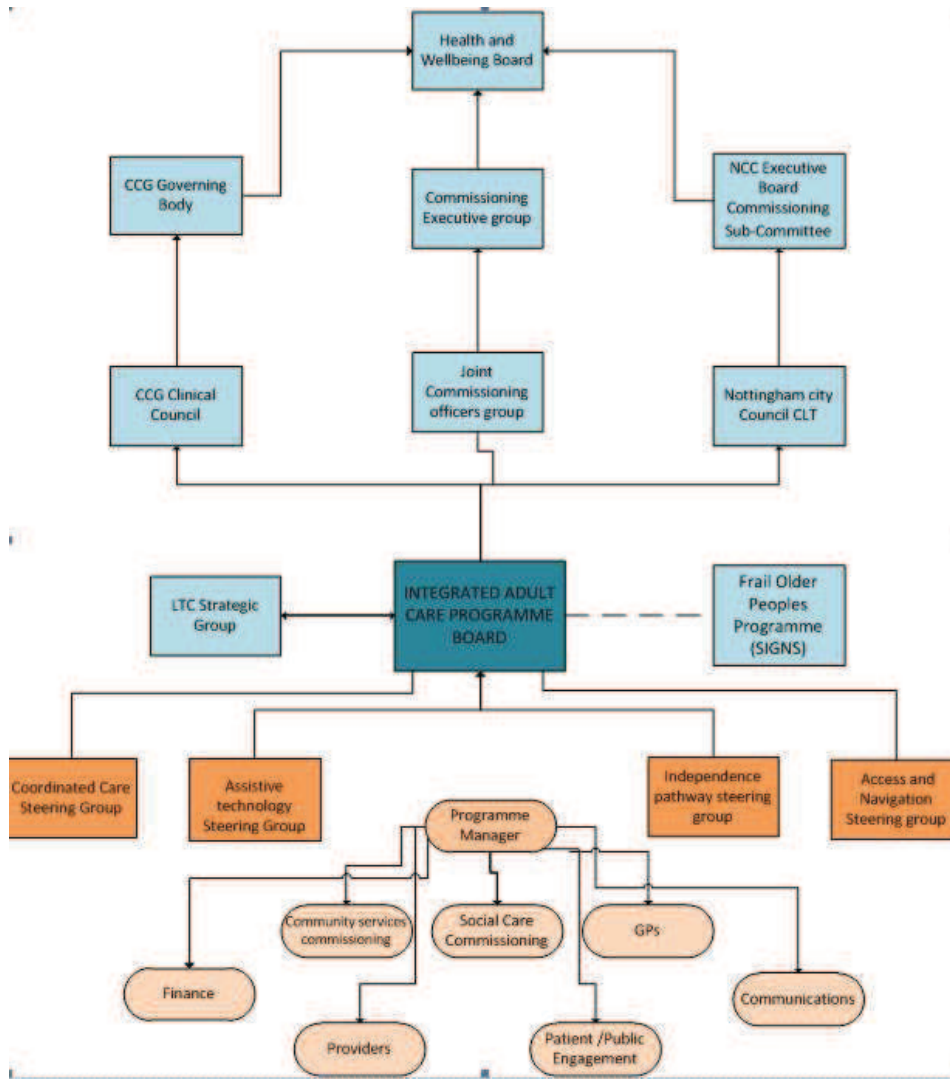 Health and
Wellbeing Board
CCG Governing
Body
Commissioning
Executive group
NCC Executive
Board
Commissioning
Sub-Committee
CCG Clinical
Council
Joint
Commissioning
officers group
Nottingham city
Council CLT
LTC Strategic
Group
INTEGRATED ADULT
CARE PROGRAMME
BOARD
Frail Older
Peoples
Programme
(SIGNS)
Coordinated Care
Steering Group
Assistive
technology
Steering Group
Independence
pathway steering
group
Access and
Navigation
Steering group
Programme
Manager
Community services
commissioning
Social Care
Commissioning
GPs
Finance
Communications
Providers
Patient /Public
Engagement